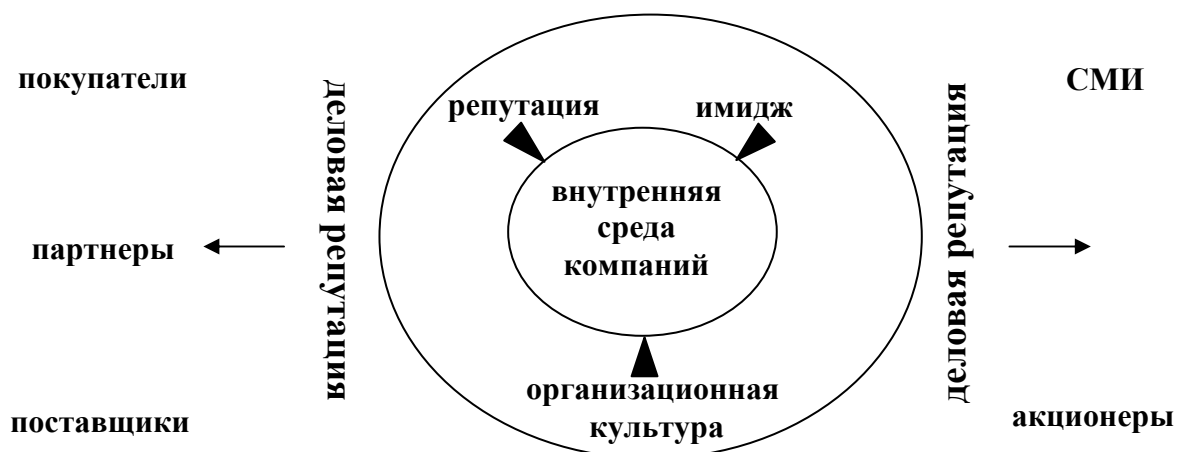 покупатели
партнеры
поставщики
деловая репутация
репутация
имидж
внутренняя
среда
компаний
организационная
культура
деловая репутация
СМИ
акционеры